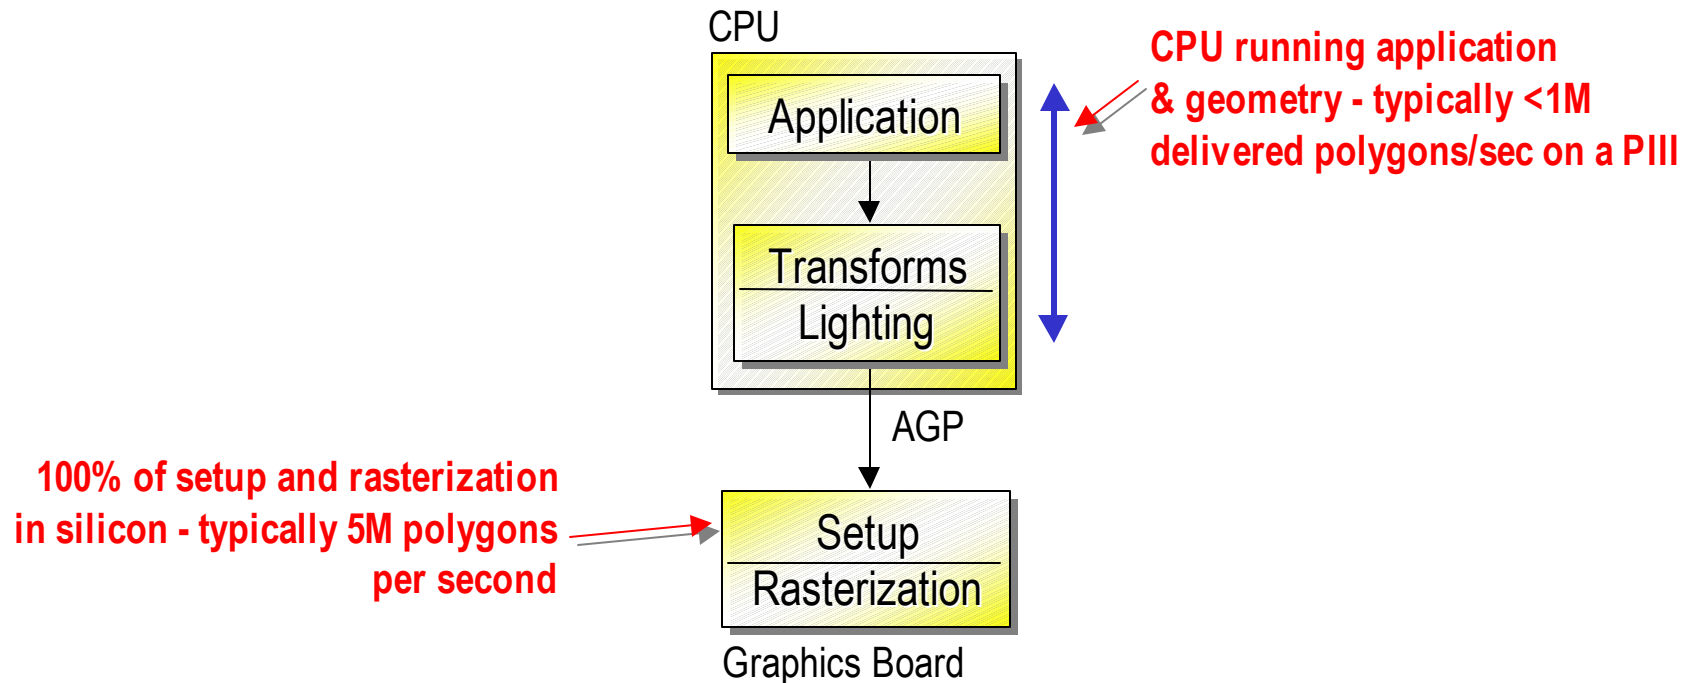 CPU
Application
Transforms
Lighting
CPU running application
& geometry - typically <1M
delivered polygons/sec on a PIII
AGP
100% of setup and rasterization
in silicon - typically 5M polygons
per second
Setup
Rasterization
Graphics Board